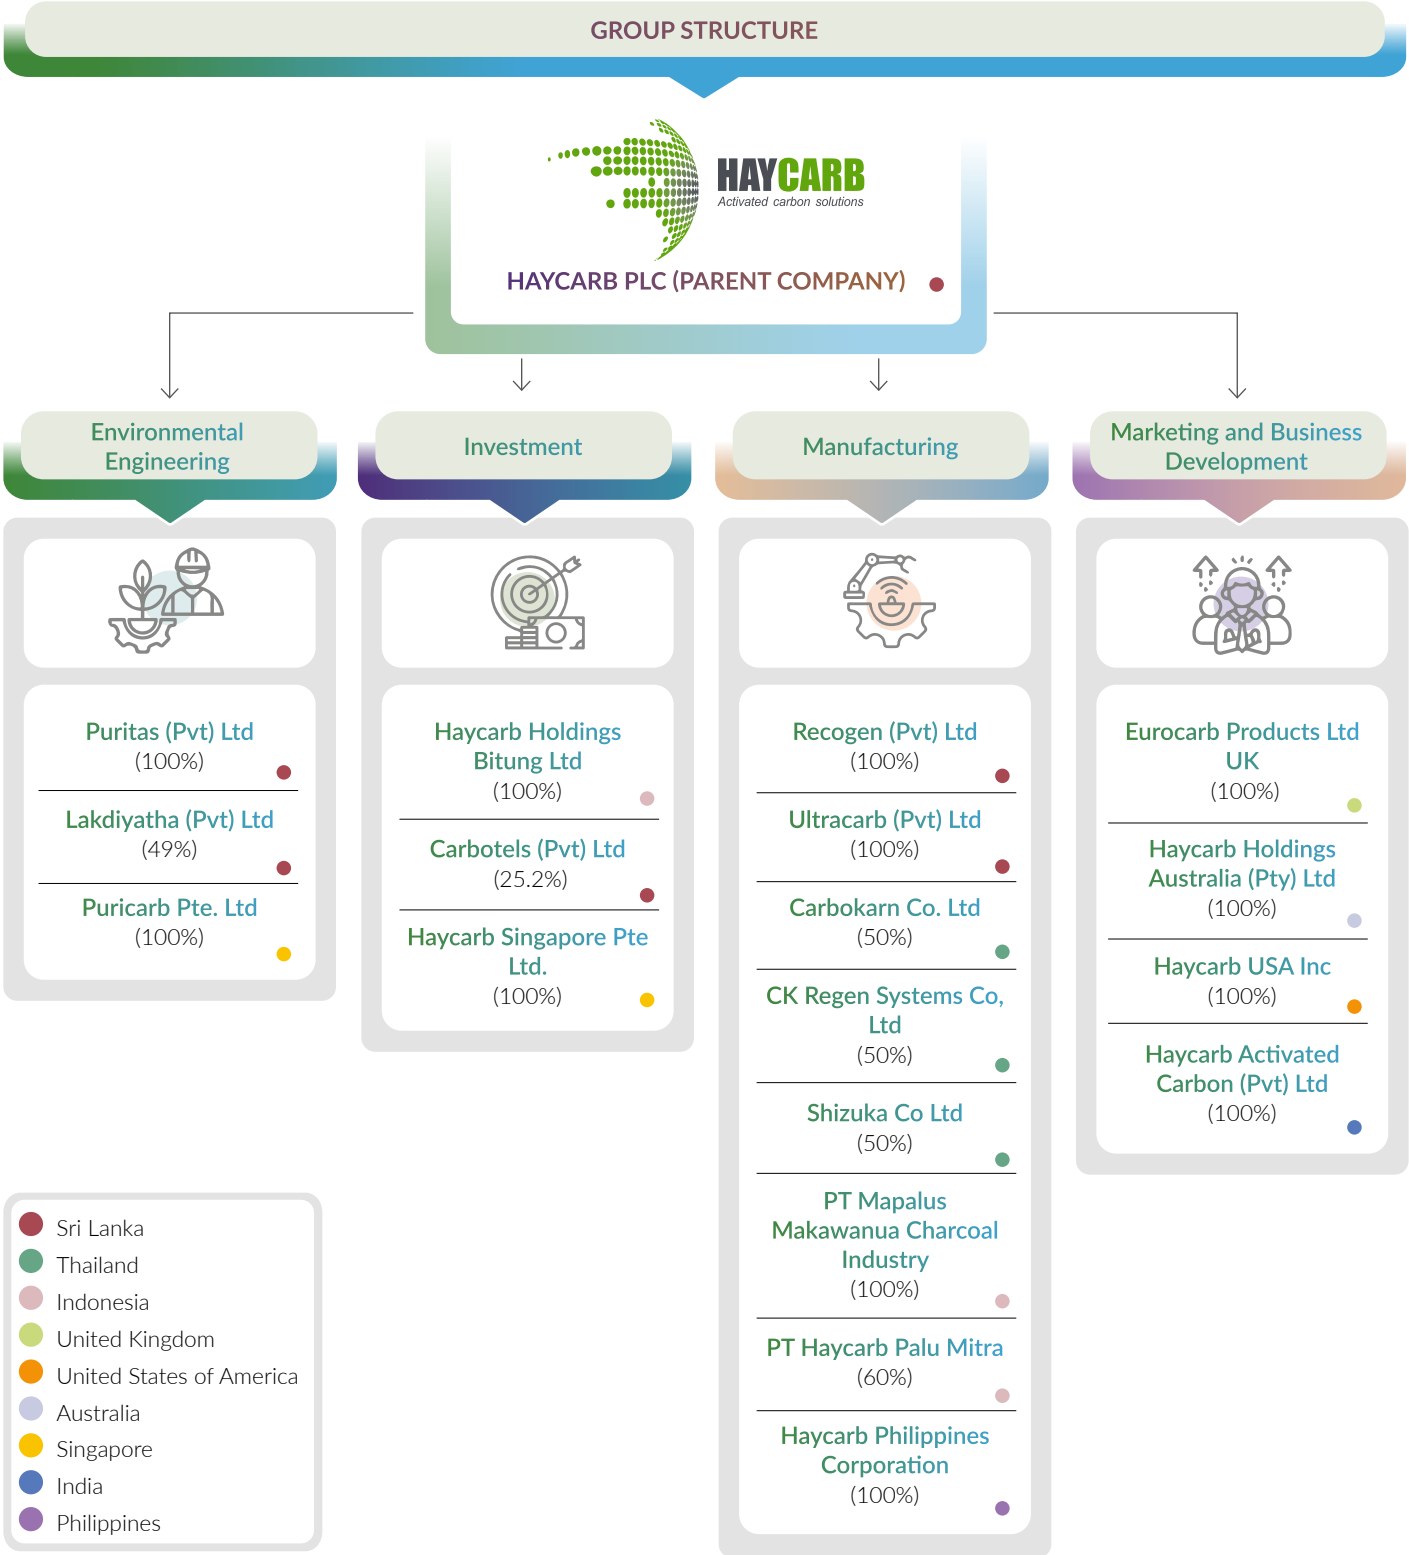 GROUP STRUCTURE
HAYCARB
Activated carbon solutions
HAYCARB PLC (PARENT COMPANY)
Environmental
Engineering
Puritas (Pvt) Ltd
(100%)
Lakdiyatha (Pvt) Ltd
(49%)
Puricarb Pte. Ltd
(100%)
Investment
Haycarb Holdings
Bitung Ltd
(100%)
Carbotels (Pvt) Ltd
(25.2%)
Haycarb Singapore Pte
Ltd.
(100%)
Manufacturing
Recogen (Pvt) Ltd
(100%)
Ultracarb (Pvt) Ltd
(100%)
Carbokarn Co. Ltd
(50%)
CK Regen Systems Co,
Ltd
(50%)
Shizuka Co Ltd
(50%)
PT Mapalus
Makawanua Charcoal
Industry
(100%)
PT Haycarb Palu Mitra
(60%)
Haycarb Philippines
Corporation
(100%)
Marketing and Business
Development
Eurocarb Products Ltd
UK
(100%)
Haycarb Holdings
Australia (Pty) Ltd
(100%)
Haycarb USA Inc
(100%)
Haycarb Activated
Carbon (Pvt) Ltd
(100%)
Sri Lanka
Thailand
Indonesia
United Kingdom
United States of America
Australia
Singapore
India
Philippines